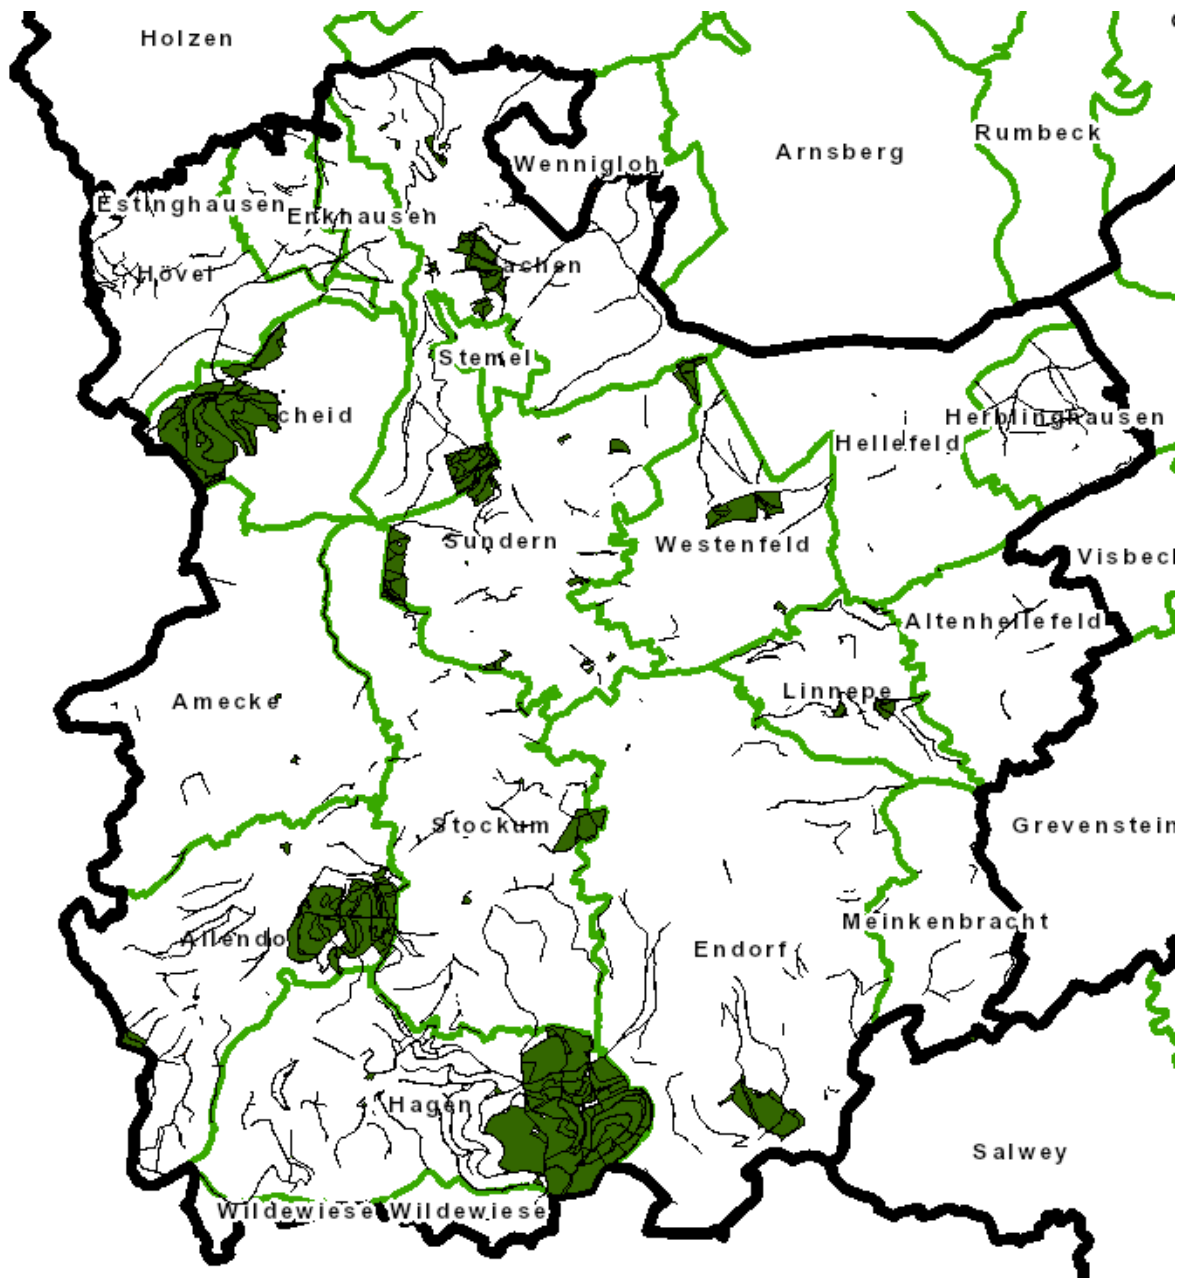 Holzen
Rumbeck
Arnsberg
Wennigloh
Estinghausen
Enkhausen
Hövel
achen
Stemel
cheid
Herblinghausen
Hellefeld
Sundern
Westenfeld
Visbeck
Altenhellefeld
Linnepe
Amecke
Stockum
Grevenstein
Meinkenbracht
Allendo
Endorf
Hagen
Salwey
Wildewiese
Wildewiese